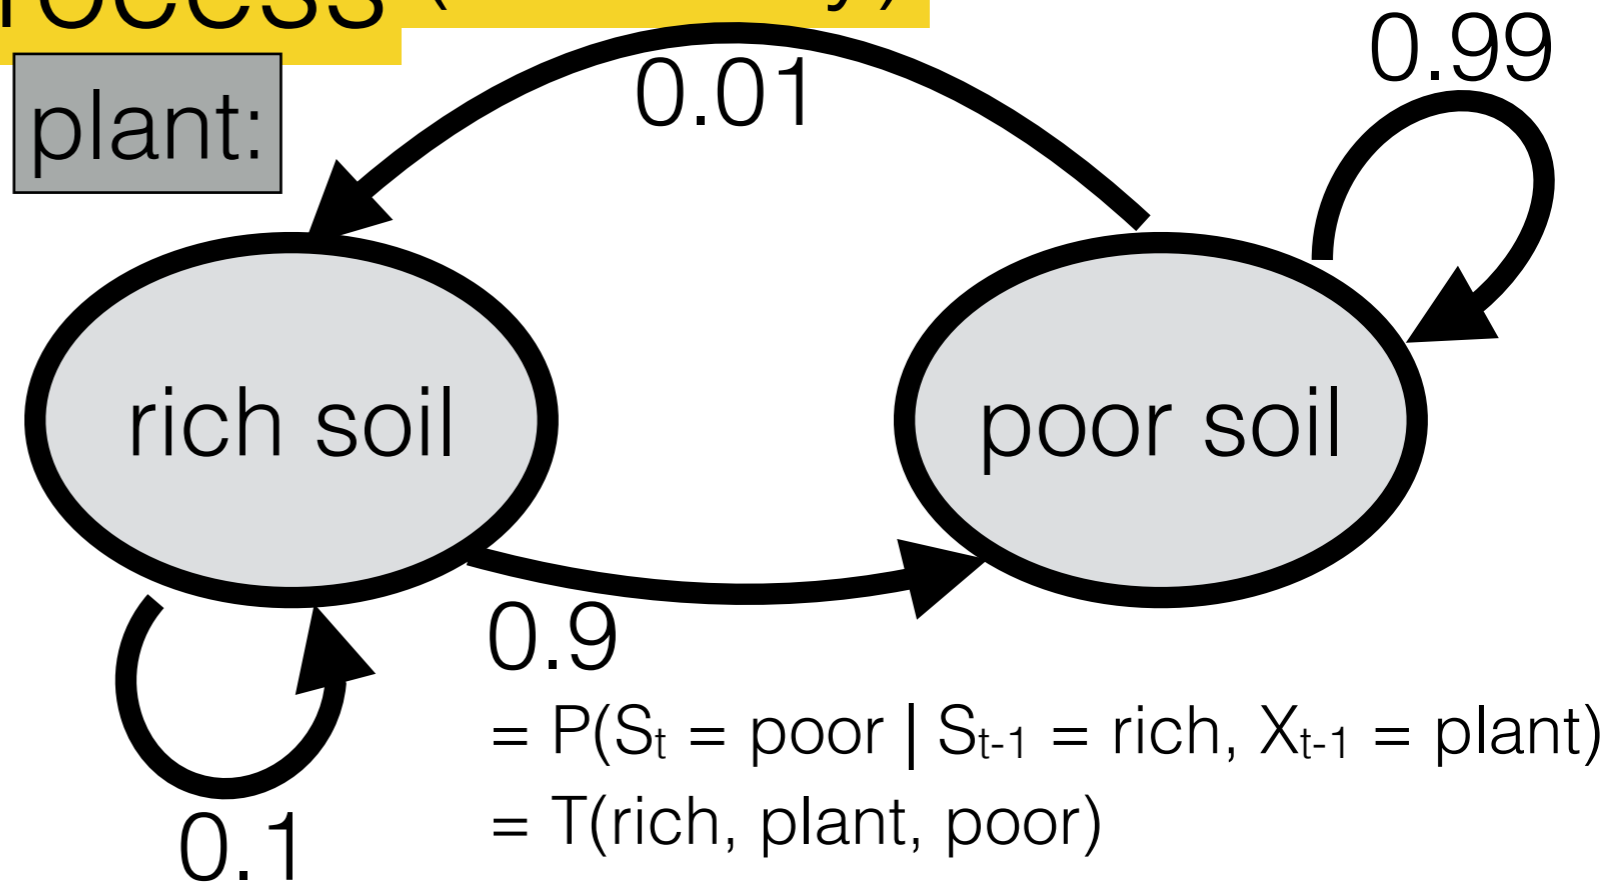 0.99
0.01
plant:
rich soil
poor soil
0.9
= P(Sₜ = poor | Sₜ₋₁ = rich, Xₜ₋₁ = plant)
= T(rich, plant, poor)
0.1